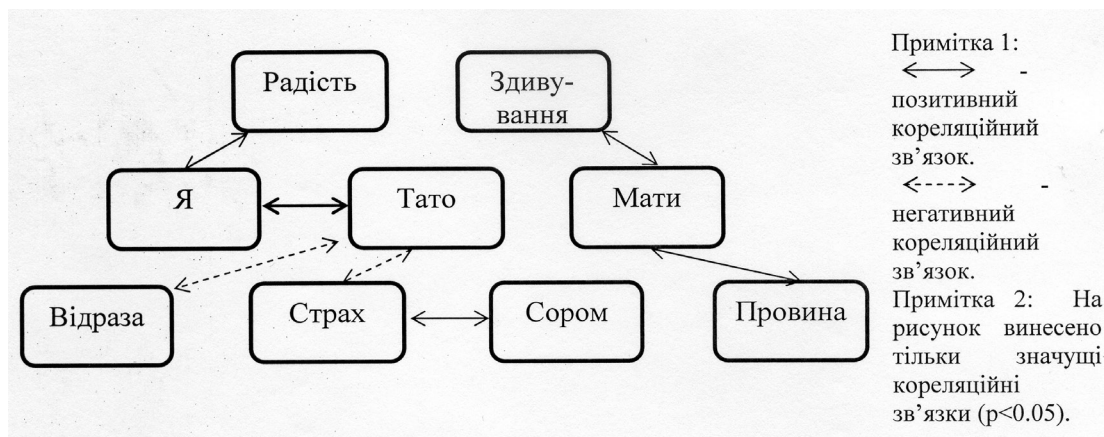 Радість
Здиву-
вання
Я
Тато
Мати
Відраза
Страх
Сором
Провина
Примітка 1:
-
позитивний
кореляційний
зв’язок.
-
негативний
кореляційний
зв’язок.
Примітка 2: На
рисунок винесено
тільки значущі
кореляційні
зв’язки (p<0.05).